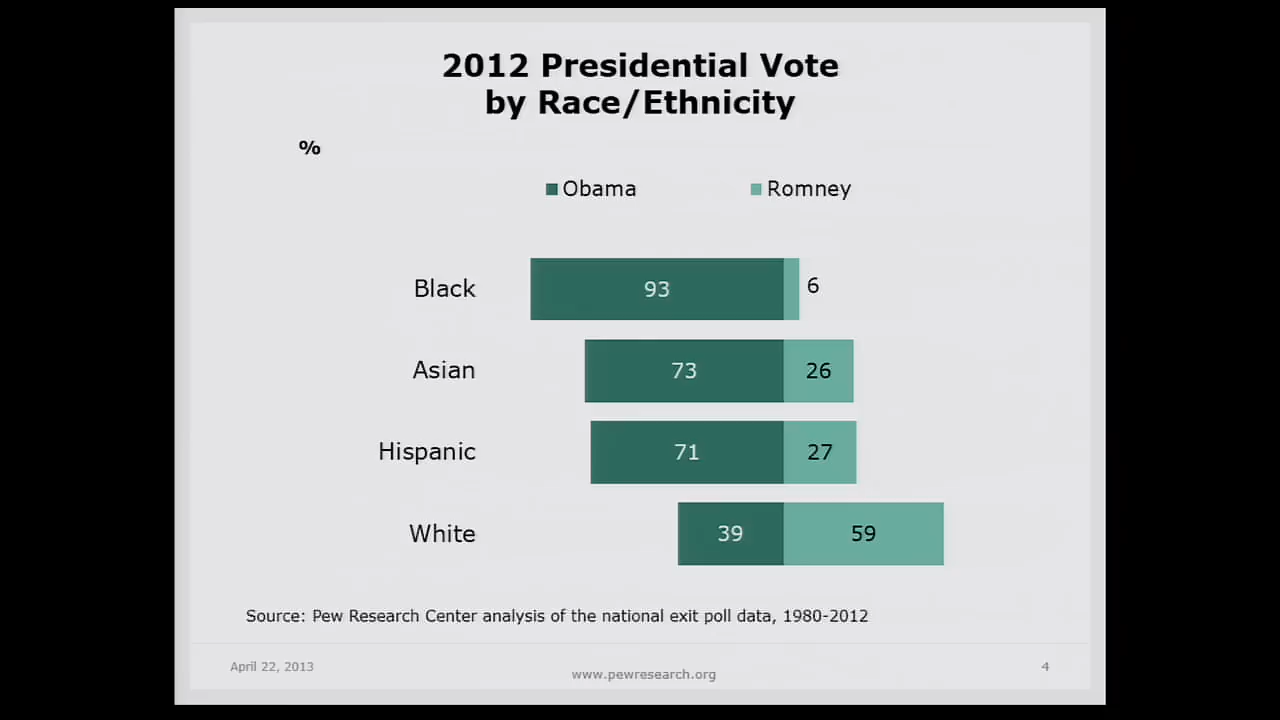 2012 Presidential Vote
by Race/Ethnicity
%
Obama Romney
Black 93 6
Asian 73 26
Hispanic 71 27
White 39 59
Source: Pew Research Center analysis of the national exit poll data, 1980-2012
April 22, 2013 www.pewresearch.org 4